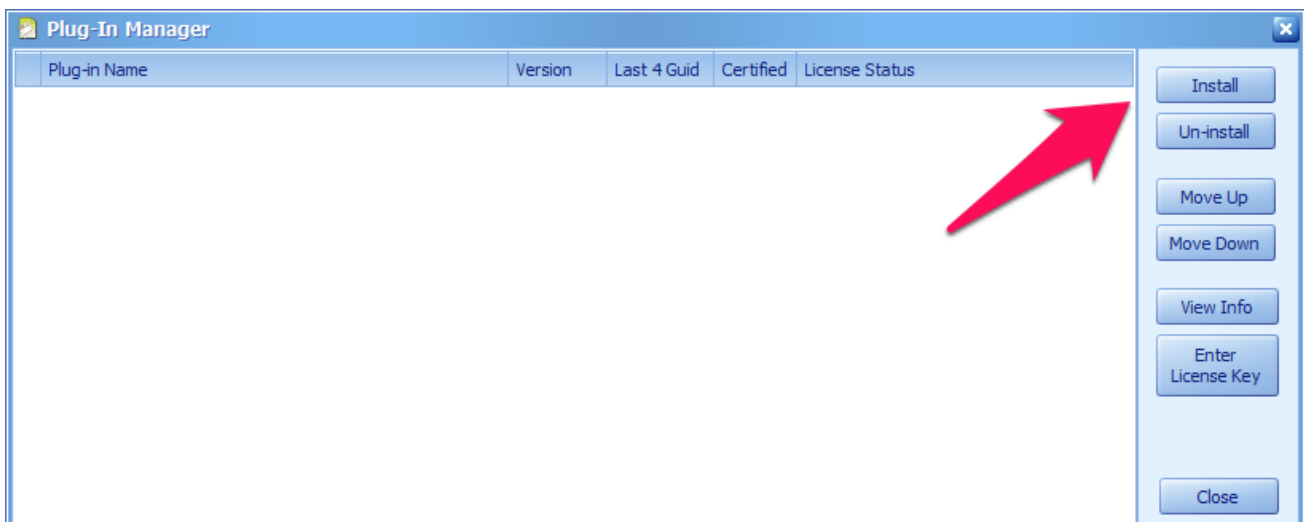 Plug-In Manager
Plug-in Name Version Last 4 Guid Certified License Status
Install
Un-install
Move Up
Move Down
View Info
Enter
License Key
Close